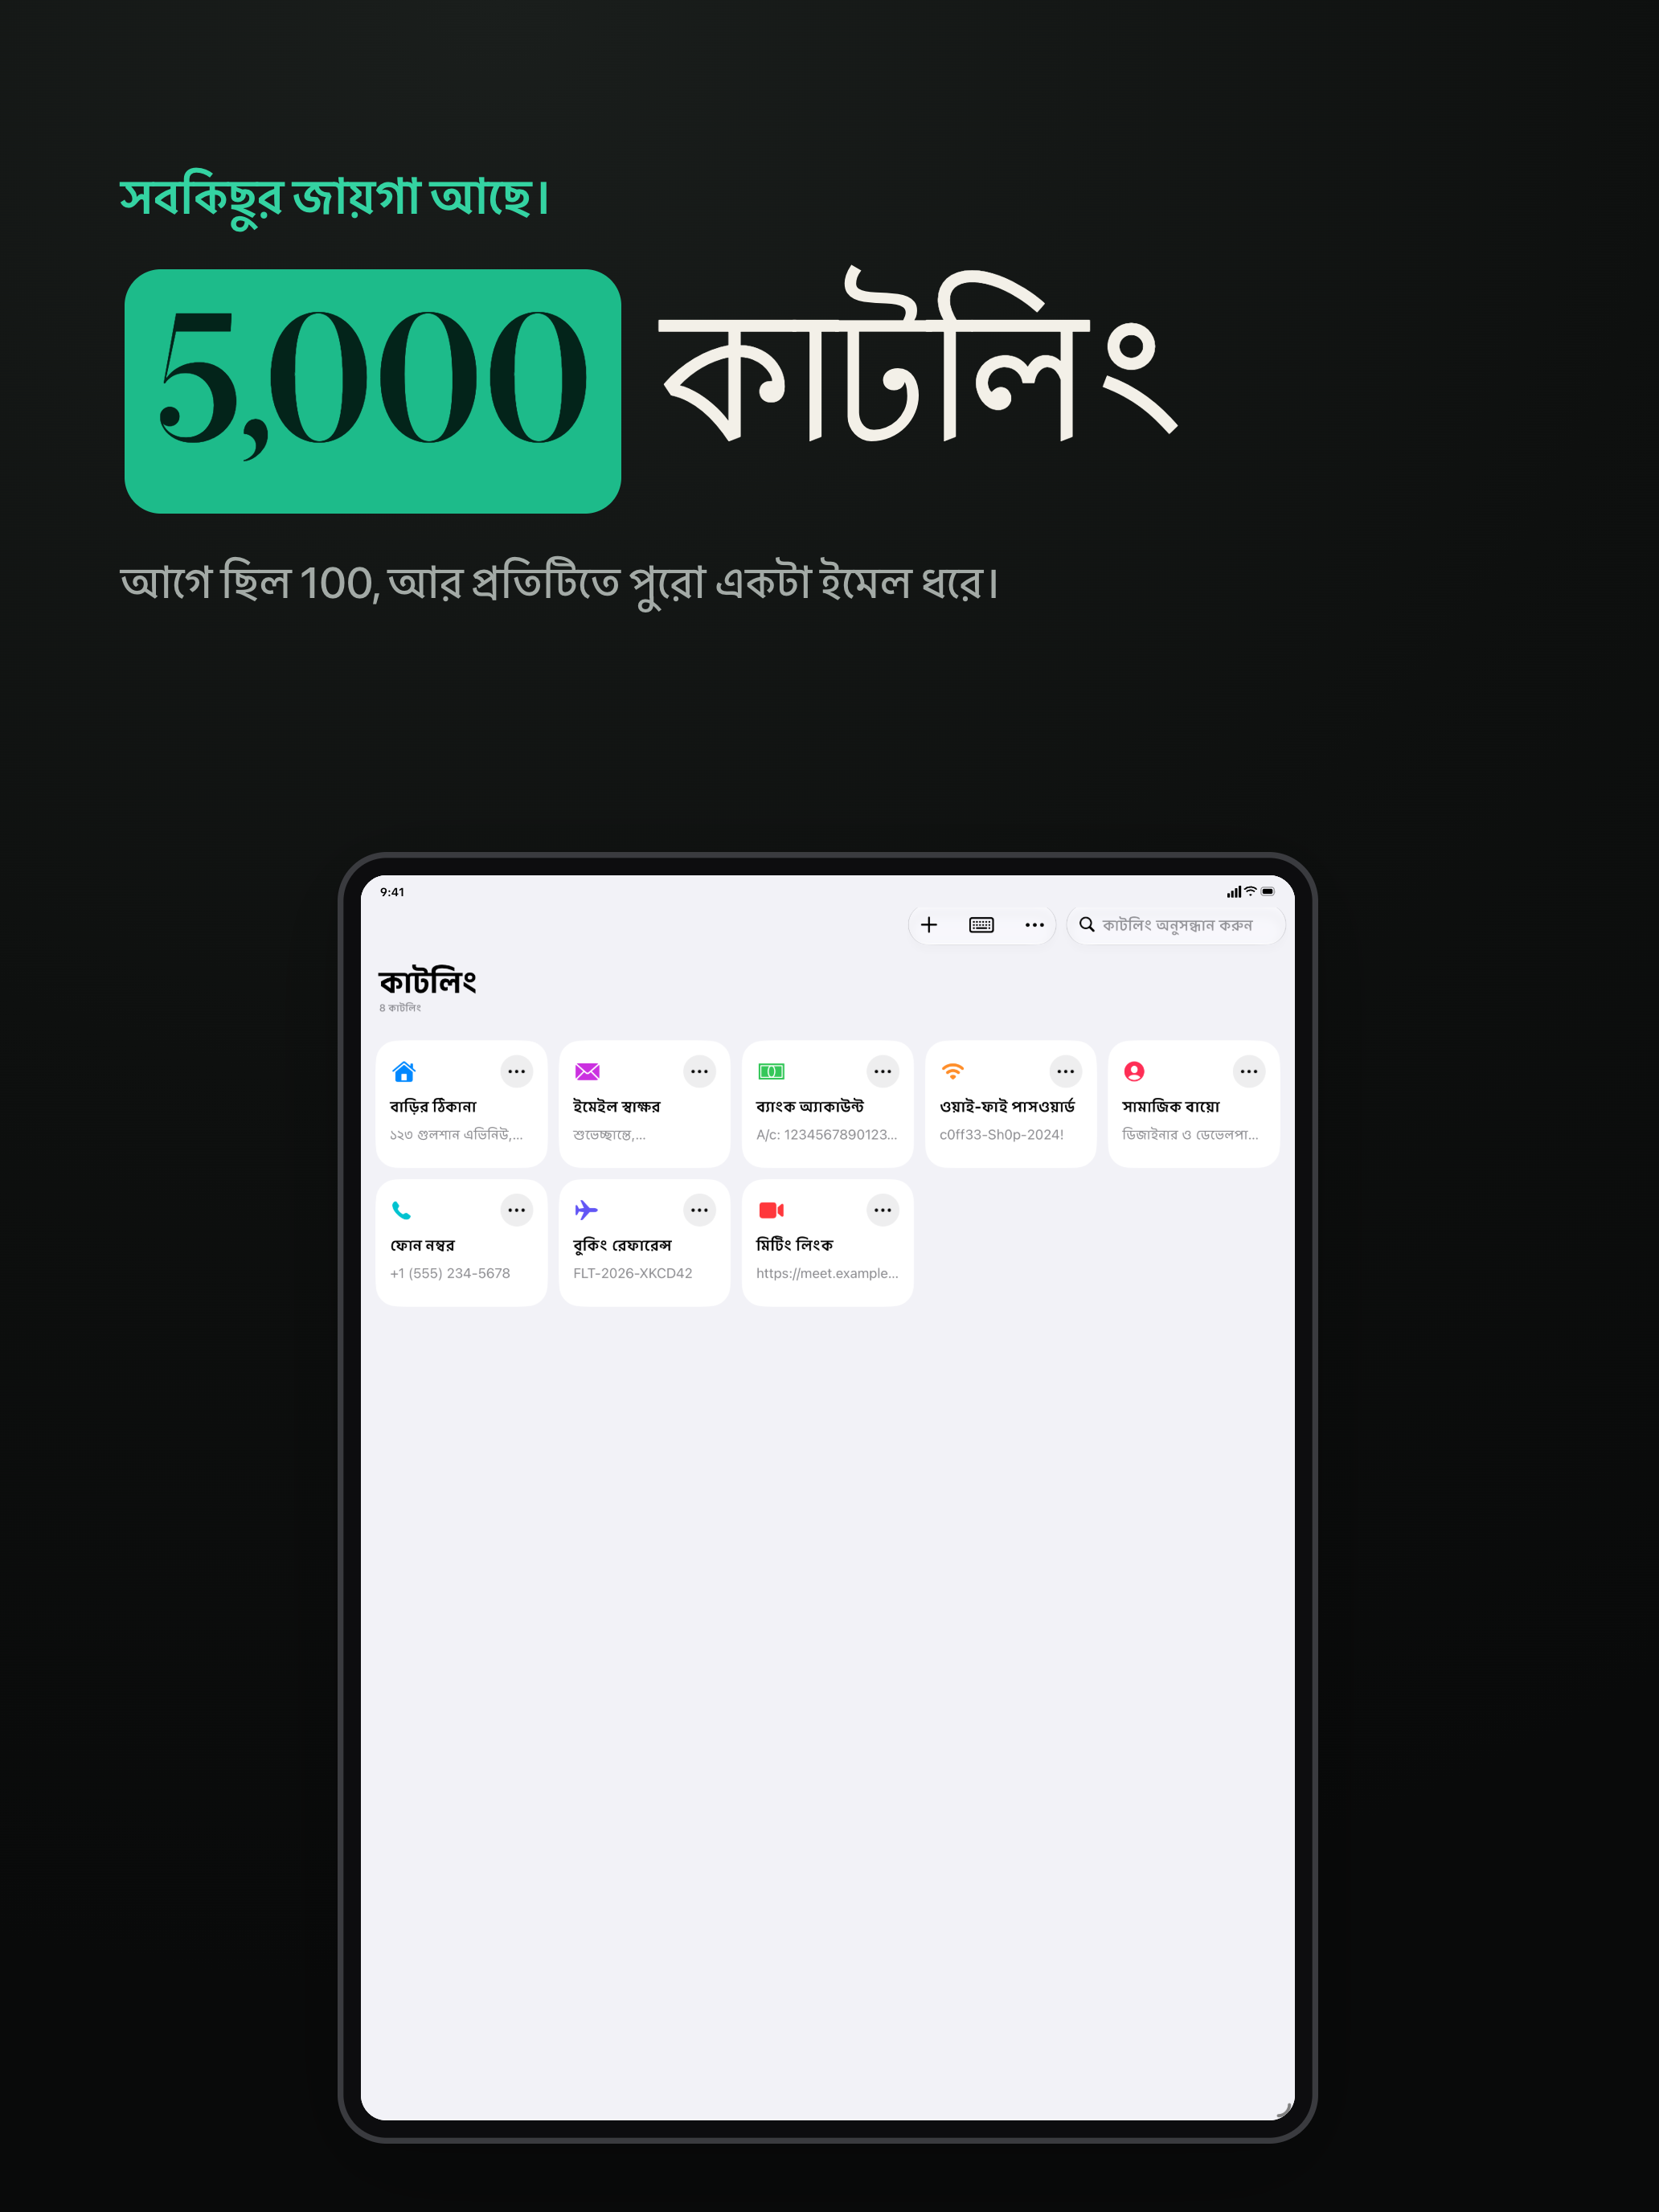 সবকিছুর জায়গা আছে।
5,000 কাটলিং
আগে ছিল 100, আর প্রতিটিতে পুরো একটা ইমেল ধরে।
9:41
কাটলিং অনুসন্ধান করুন
কাটলিং
8 কাটলিং
বাড়ির ঠিকানা
১২৩ গুলশান এভিনিউ,...
ইমেইল স্বাক্ষর
শুভেচ্ছান্তে,...
ব্যাংক অ্যাকাউন্ট
A/c: 1234567890123...
ওয়াই-ফাই পাসওয়ার্ড
c0ff33-Sh0p-2024!
সামাজিক বায়ো
ডিজাইনার ও ডেভেলপা...
ফোন নম্বর
+1 (555) 234-5678
বুকিং রেফারেন্স
FLT-2026-XKCD42
মিটিং লিংক
https://meet.example...